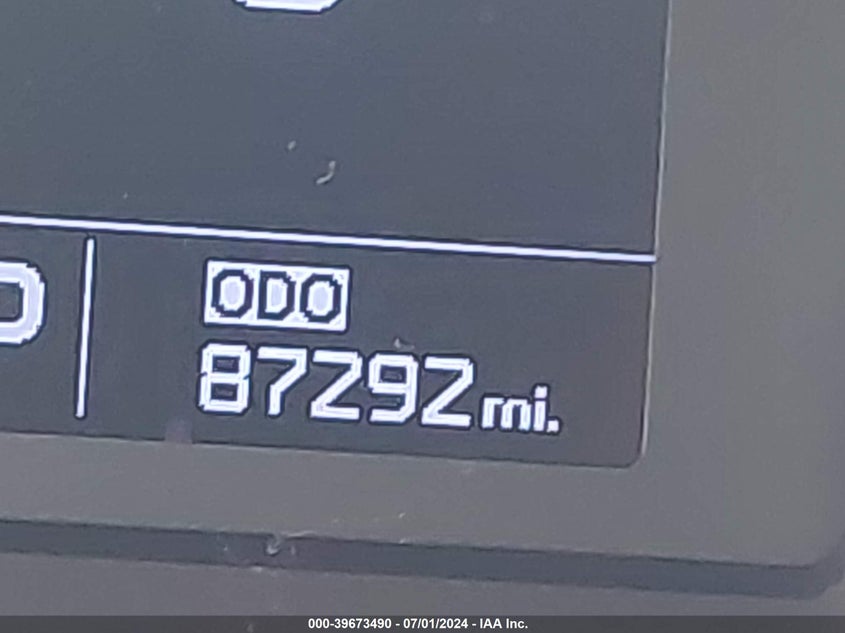 ODO
87292 mi.
000-39673490 - 07/01/2024 - IAA Inc.